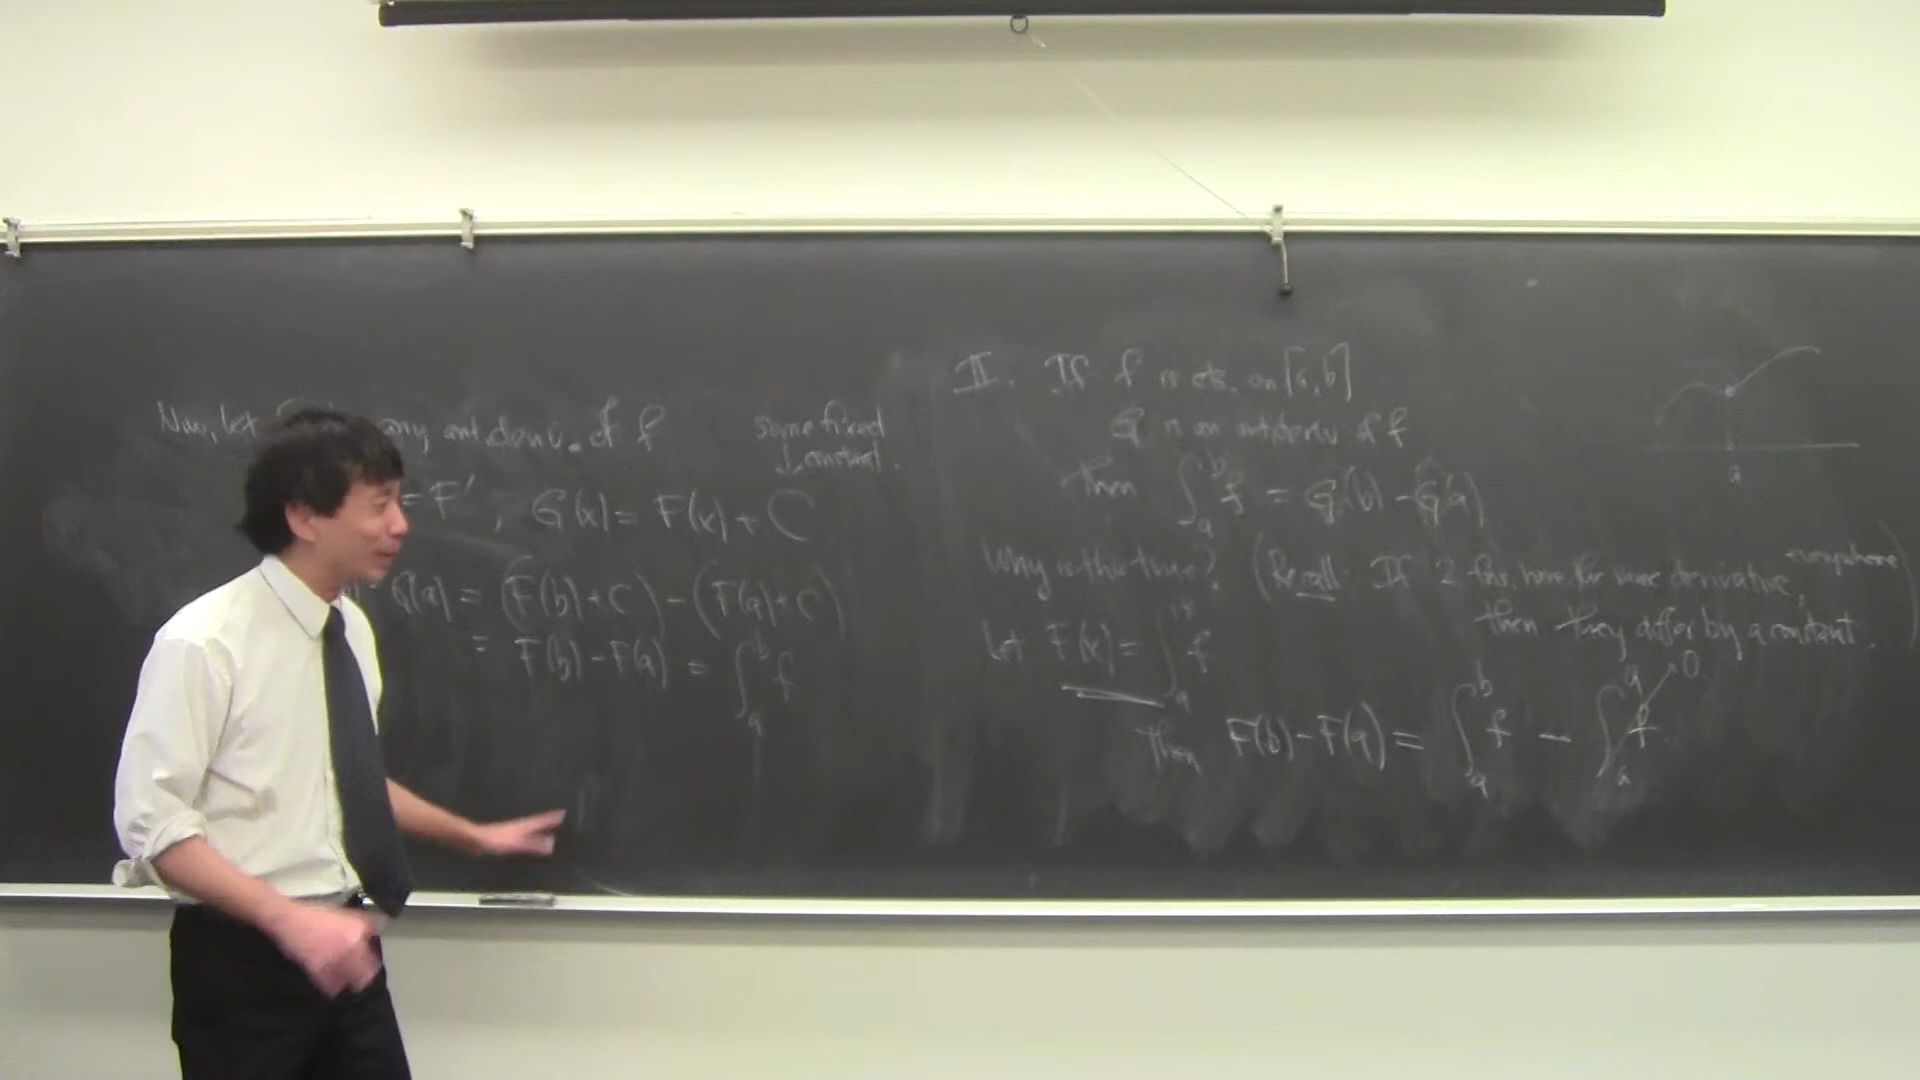 II. If f is cts. on [a,b]
G is an antideriv of f
Then ∫_a^b f = G(b) - G(a).
Why is this true? (Recall: If 2 fns. have the same derivative everywhere,
then they differ by a constant.)
Let F(x) = ∫_a^x f
Then F(b) - F(a) = ∫_a^b f - ∫_a^a f → 0
a
Now, let any antideriv. of f
some fixed
↓ constant.
= F', G(x) = F(x) + C
G(a) = (F(b) + C) - (F(a) + C)
= F(b) - F(a) = ∫_a^b f